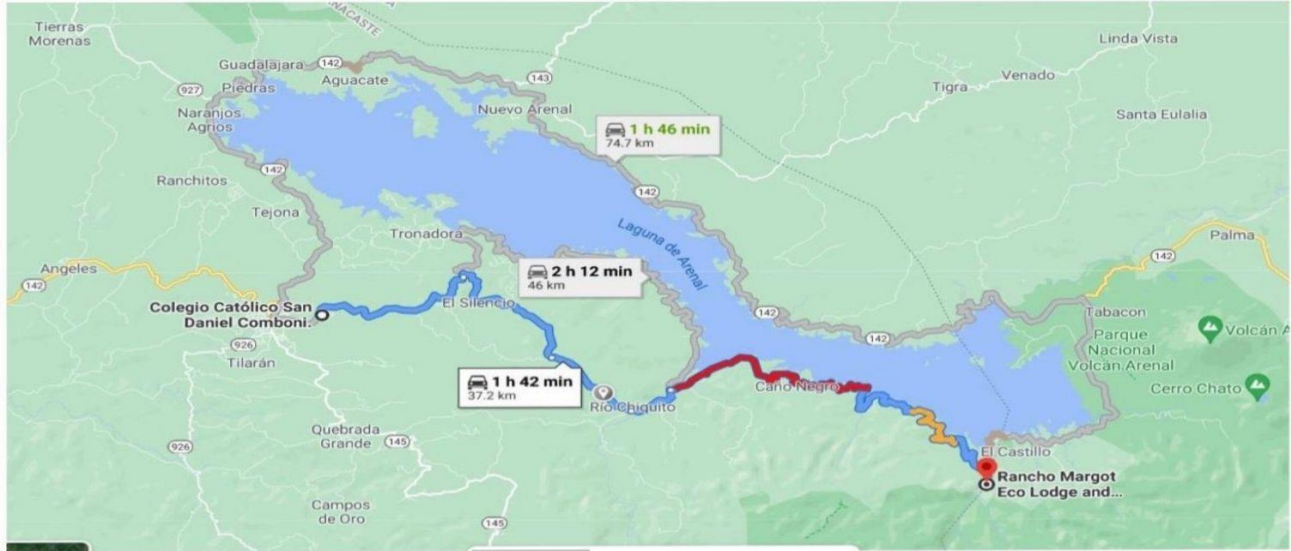 Tierras
Morenas
NACASTE
Linda Vista
Guadalajara
142
Aguacate
143
Venado
Tigra
927
Piedras
Nuevo Arenal
Santa Eulalia
Naranjos
Agrios
1 h 46 min
74.7 km
142
Ranchitos
142
Tejona
Laguna de Arenal
Tronadora
Palma
142
Angeles
2 h 12 min
46 km
142
Colegio Católico San
Daniel Comboni.
El Silencio
142
Tabacon
142
Parque
Nacional
Volcán Arenal
Volcán A
926
Tilarán
1 h 42 min
37.2 km
Caño Negro
Cerro Chato
Río Chiquito
Quebrada
Grande
145
926
El Castillo
Rancho Margot
Eco Lodge and...
Campos
de Oro
145